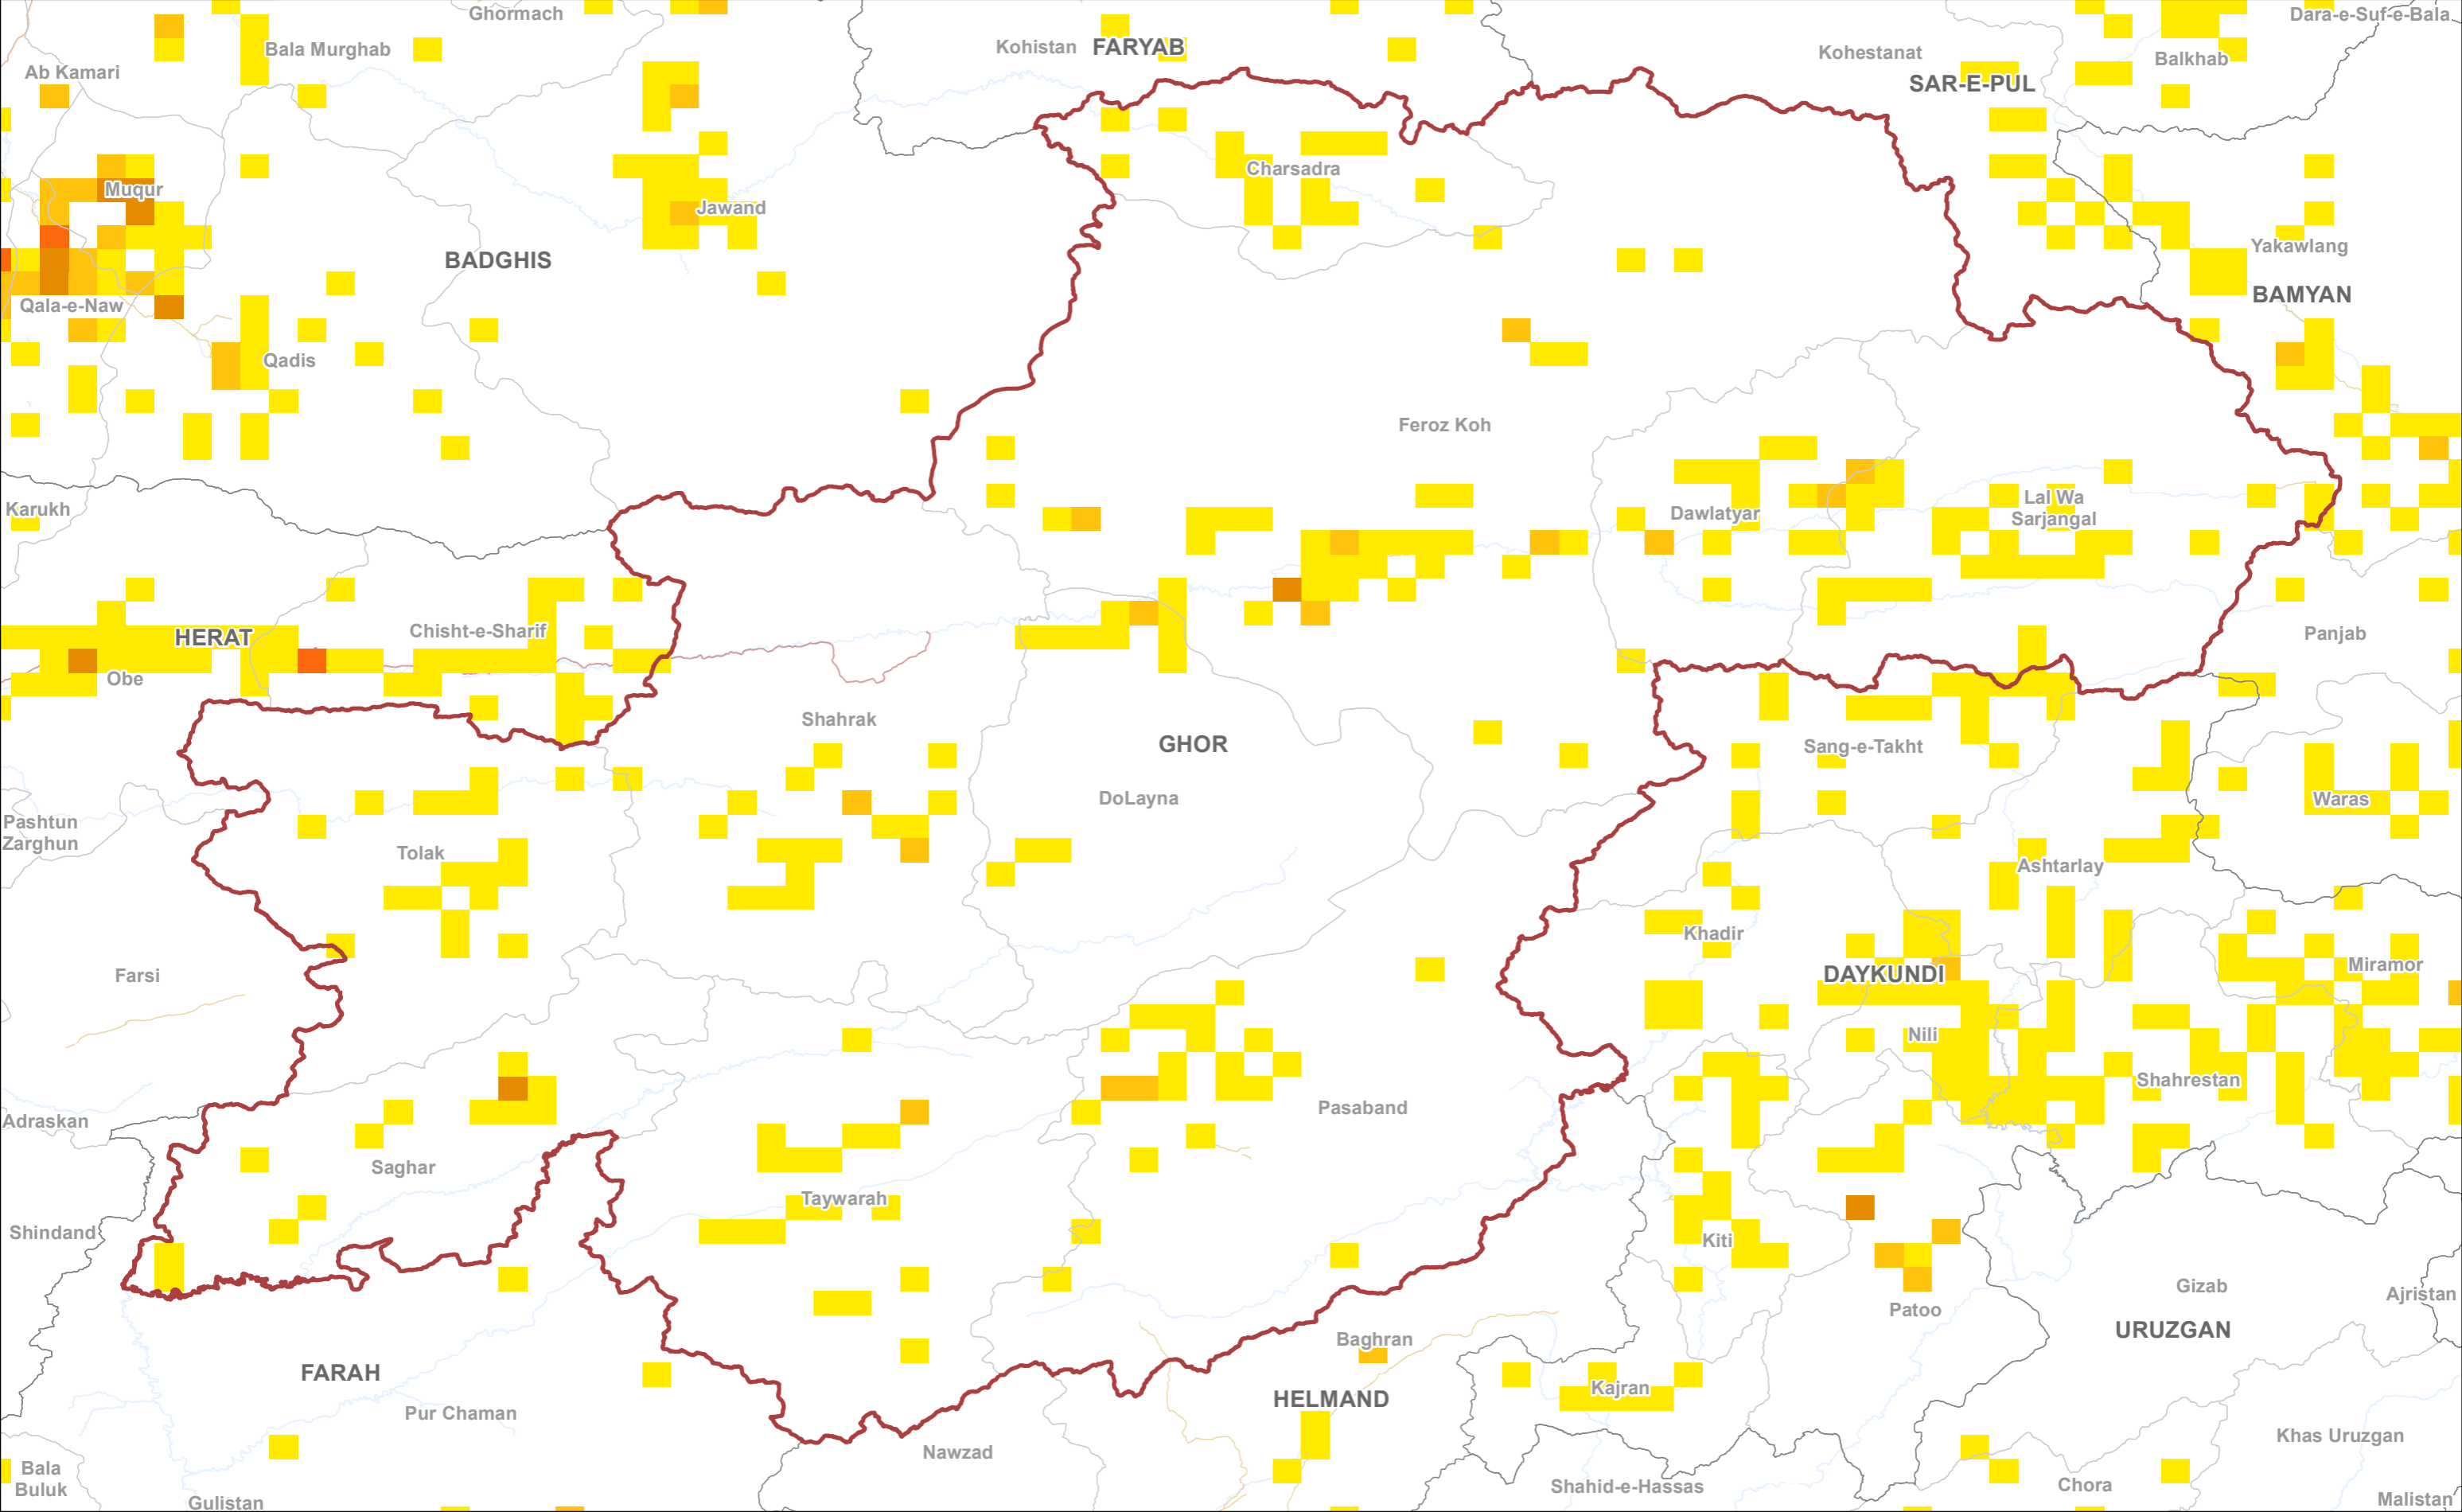 Ghormach
Dara-e-Suf-e-Bala
Bala Murghab
Kohistan
FARYAB
Kohestanat
Balkhab
Ab Kamari
SAR-E-PUL
Charsadra
Muqur
Jawand
Yakawlang
BADGHIS
BAMYAN
Qala-e-Naw
Qadis
Feroz Koh
Karukh
Dawlatyar
Lal Wa
Sarjangal
Chisht-e-Sharif
HERAT
Panjab
Obe
Shahrak
GHOR
Sang-e-Takht
DoLayna
Waras
Pashtun
Zarghun
Tolak
Ashtarlay
Khadir
Farsi
DAYKUNDI
Miramor
Nili
Shahrestan
Pasaband
Adraskan
Saghar
Taywarah
Shindand
Kiti
Gizab
Ajristan
Patoo
URUZGAN
Baghran
FARAH
Kajran
HELMAND
Pur Chaman
Khas Uruzgan
Nawzad
Bala
Buluk
Shahid-e-Hassas
Chora
Malistan
Gulistan